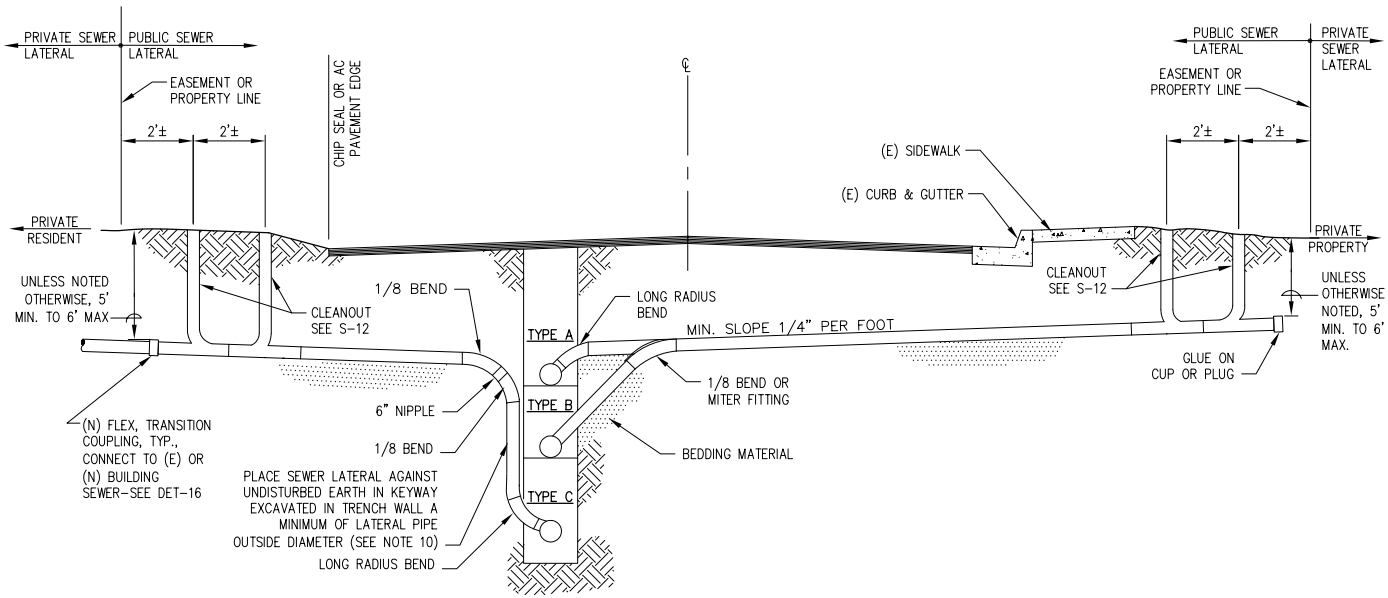 PRIVATE SEWER
LATERAL
PUBLIC SEWER
LATERAL
EASEMENT OR
PROPERTY LINE
2'±
2'±
CHIP SEAL OR AC
PAVEMENT EDGE
℄
PUBLIC SEWER
LATERAL
PRIVATE
SEWER
LATERAL
EASEMENT OR
PROPERTY LINE
2'±
2'±
(E) SIDEWALK
(E) CURB & GUTTER
PRIVATE
RESIDENT
PRIVATE
PROPERTY
UNLESS NOTED
OTHERWISE, 5'
MIN. TO 6' MAX
CLEANOUT
SEE S-12
1/8 BEND
LONG RADIUS
BEND
CLEANOUT
SEE S-12
UNLESS
OTHERWISE
NOTED, 5'
MIN. TO 6'
MAX.
TYPE A
MIN. SLOPE 1/4" PER FOOT
GLUE ON
CUP OR PLUG
6" NIPPLE
TYPE B
1/8 BEND OR
MITER FITTING
(N) FLEX, TRANSITION
COUPLING, TYP.,
CONNECT TO (E) OR
(N) BUILDING
SEWER-SEE DET-16
1/8 BEND
BEDDING MATERIAL
PLACE SEWER LATERAL AGAINST
UNDISTURBED EARTH IN KEYWAY
EXCAVATED IN TRENCH WALL A
MINIMUM OF LATERAL PIPE
OUTSIDE DIAMETER (SEE NOTE 10)
TYPE C
LONG RADIUS BEND